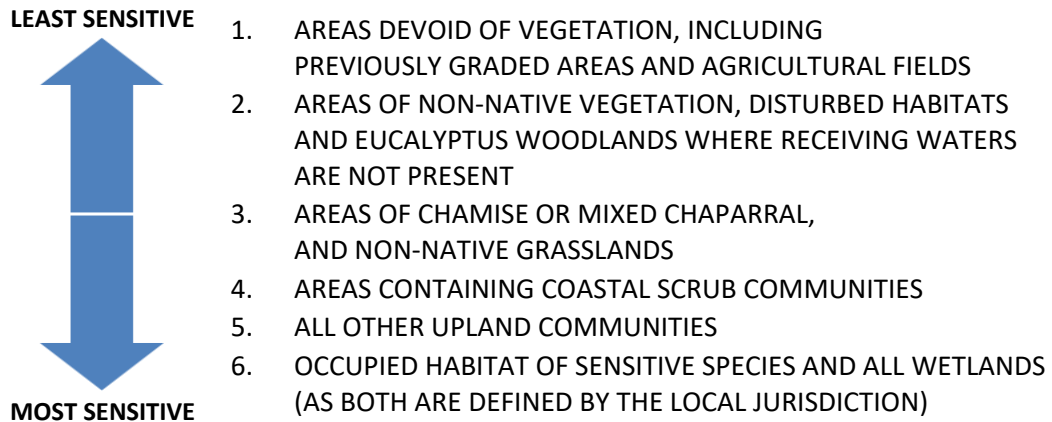 LEAST SENSITIVE
1. AREAS DEVOID OF VEGETATION, INCLUDING
PREVIOUSLY GRADED AREAS AND AGRICULTURAL FIELDS
2. AREAS OF NON-NATIVE VEGETATION, DISTURBED HABITATS
AND EUCALYPTUS WOODLANDS WHERE RECEIVING WATERS
ARE NOT PRESENT
3. AREAS OF CHAMISE OR MIXED CHAPARRAL,
AND NON-NATIVE GRASSLANDS
4. AREAS CONTAINING COASTAL SCRUB COMMUNITIES
5. ALL OTHER UPLAND COMMUNITIES
6. OCCUPIED HABITAT OF SENSITIVE SPECIES AND ALL WETLANDS
(AS BOTH ARE DEFINED BY THE LOCAL JURISDICTION)
MOST SENSITIVE